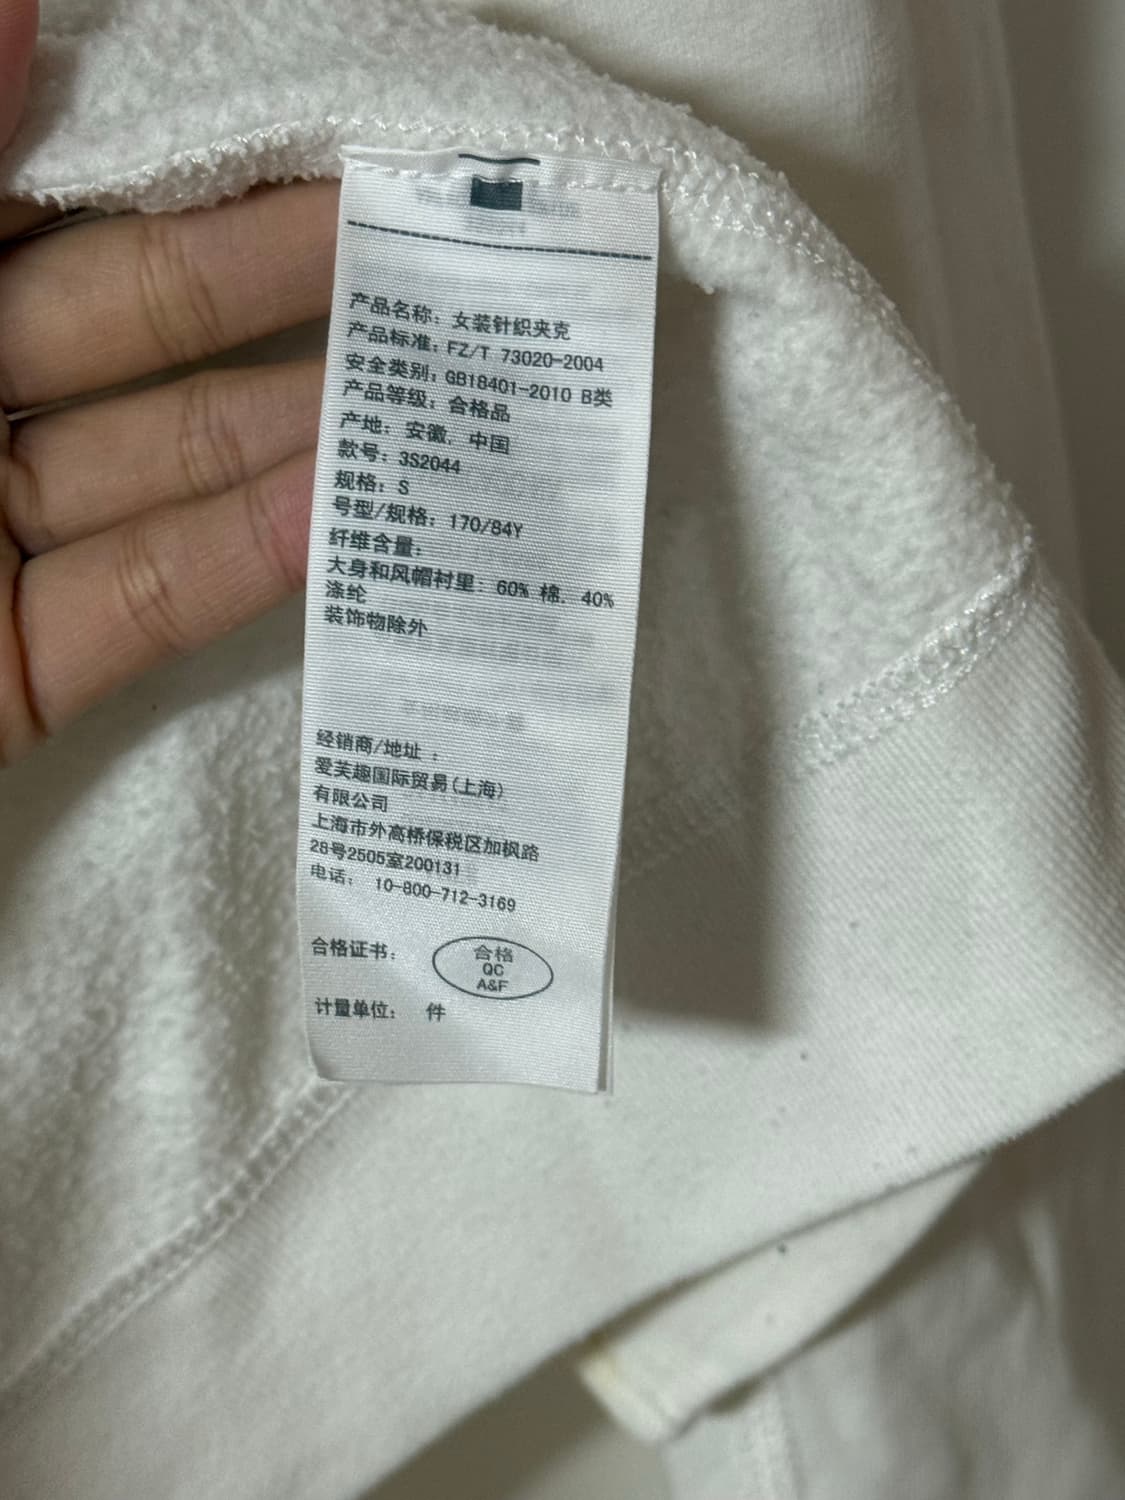 产品名称：女装针织夹克
产品标准：FZ/T 73020-2004
安全类别：GB18401-2010 B类
产品等级：合格品
产地：安徽，中国
款号：3S2044
规格：S
号型/规格：170/84Y
纤维含量：
大身和风帽衬里：60% 棉，40%
涤纶
装饰物除外
经销商/地址：
爱芙趣国际贸易(上海)
有限公司
上海市外高桥保税区加枫路
28号2505室200131
电话： 10-800-712-3169
合格证书：
合格
QC
A&F
计量单位： 件